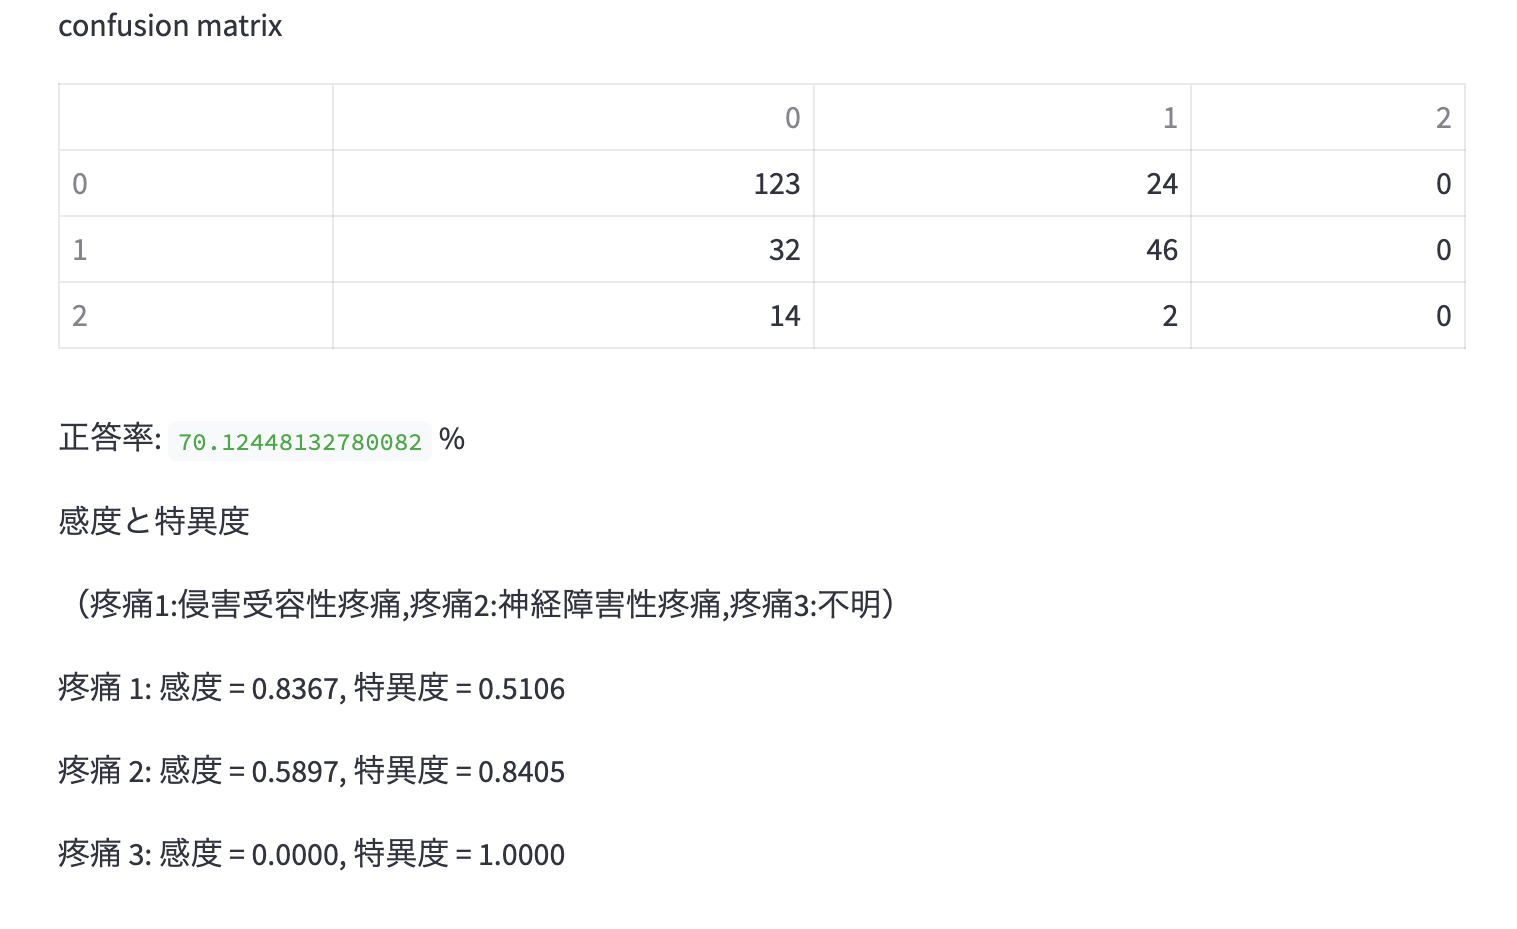 confusion matrix
0 1 2
0 123 24 0
1 32 46 0
2 14 2 0
正答率: 70.12448132780082 %
感度と特異度
（疼痛1:侵害受容性疼痛,疼痛2:神経障害性疼痛,疼痛3:不明）
疼痛 1: 感度 = 0.8367, 特異度 = 0.5106
疼痛 2: 感度 = 0.5897, 特異度 = 0.8405
疼痛 3: 感度 = 0.0000, 特異度 = 1.0000